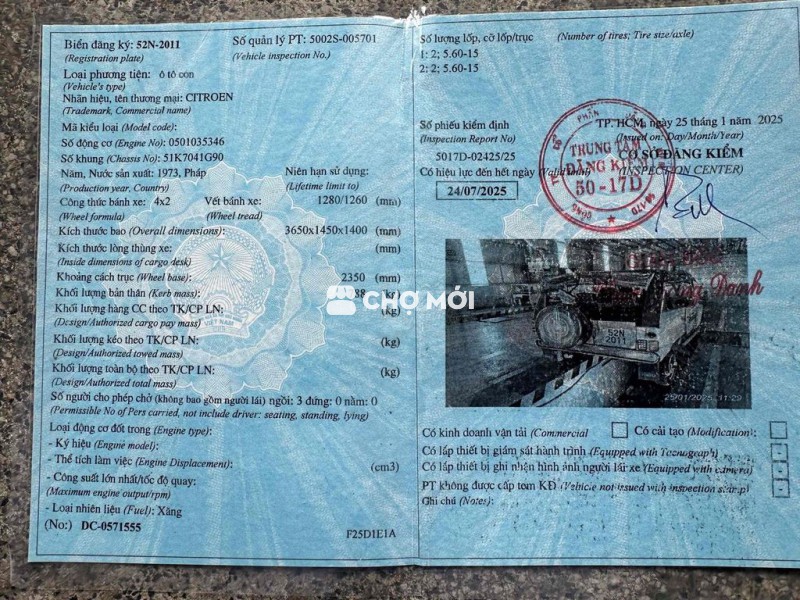 Biển đăng ký: 52N-2011
(Registration plate)
Số quản lý PT: 5002S-005701
(Vehicle inspection No.)
Loại phương tiện: ô tô con
(Vehicle's type)
Nhãn hiệu, tên thương mại: CITROEN
(Trademark, Commercial name)
Mã kiểu loại (Model code):
Số động cơ (Engine No): 0501035346
Số khung (Chassis No): 51K7041G90
Năm, Nước sản xuất: 1973, Pháp
(Production year, Country)
Niên hạn sử dụng:
(Lifetime limit to)
Công thức bánh xe: 4x2
(Wheel formula)
Vết bánh xe: 1280/1260 (mm)
(Wheel tread)
Kích thước bao (Overall dimensions): 3650x1450x1400 (mm)
Kích thước lòng thùng xe: (mm)
(Inside dimensions of cargo desk)
Khoảng cách trục (Wheel base): 2350 (mm)
Khối lượng bản thân (Kerb mass): (kg)
Khối lượng hàng CC theo TK/CP LN: (kg)
(Design/Authorized cargo pay mass)
Khối lượng kéo theo TK/CP LN: (kg)
(Design/Authorized towed mass)
Khối lượng toàn bộ theo TK/CP LN: (kg)
(Design/Authorized total mass)
Số người cho phép chở (không bao gồm người lái) ngồi: 3 đứng: 0 nằm: 0
(Permissible No of Pers carried, not include driver: seating, standing, lying)
Loại động cơ đốt trong (Engine type):
- Ký hiệu (Engine model):
- Thể tích làm việc (Engine Displacement): (cm3)
- Công suất lớn nhất/tốc độ quay:
(Maximum engine output/rpm)
- Loại nhiên liệu (Fuel): Xăng
(No:) DC-0571555
F25D1E1A
VIỆT NAM
CHỢ MỚI
Số lượng lốp, cỡ lốp/trục (Number of tires; Tire size/axle)
1: 2; 5.60-15
2: 2; 5.60-15
TP. HCM, ngày 25 tháng 1 năm 2025
(Issued on: Day/Month/Year)
Số phiếu kiểm định
(Inspection Report No)
5017D-02425/25
CƠ SỞ ĐĂNG KIỂM
(INSPECTION CENTER)
Có hiệu lực đến hết ngày (Valid until)
24/07/2025
TRUNG TÂM
ĐĂNG KIỂM
50-17D
Danh
52N
2011
25/01/2025 11:29
Có kinh doanh vận tải (Commercial
Có cải tạo (Modification):
Có lắp thiết bị giám sát hành trình (Equipped with Tacnograph)
Có lắp thiết bị ghi nhận hình ảnh người lái xe (Equipped with camera)
PT không được cấp tem KĐ (Vehicle not issued with inspection stamp)
Ghi chú (Notes):